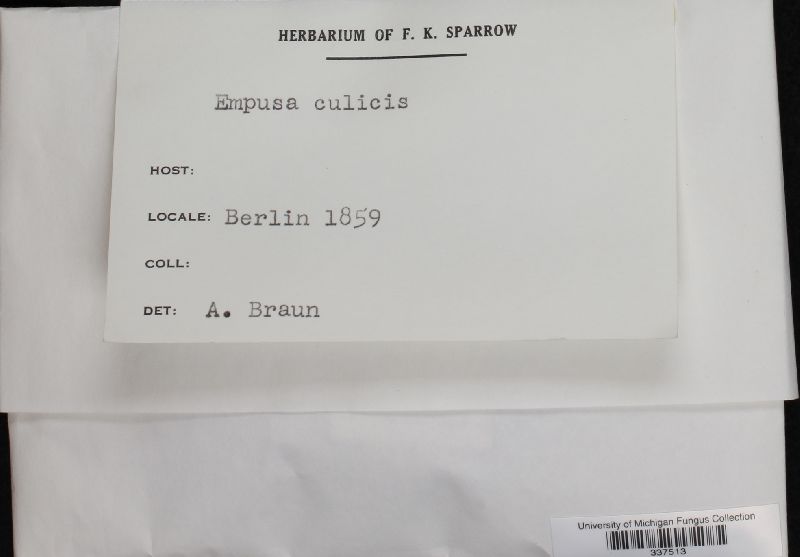 HERBARIUM OF F. K. SPARROW
Empusa culicis
HOST:
LOCALE: Berlin 1859
COLL:
DET: A. Braun
University of Michigan Fungus Collection
337513